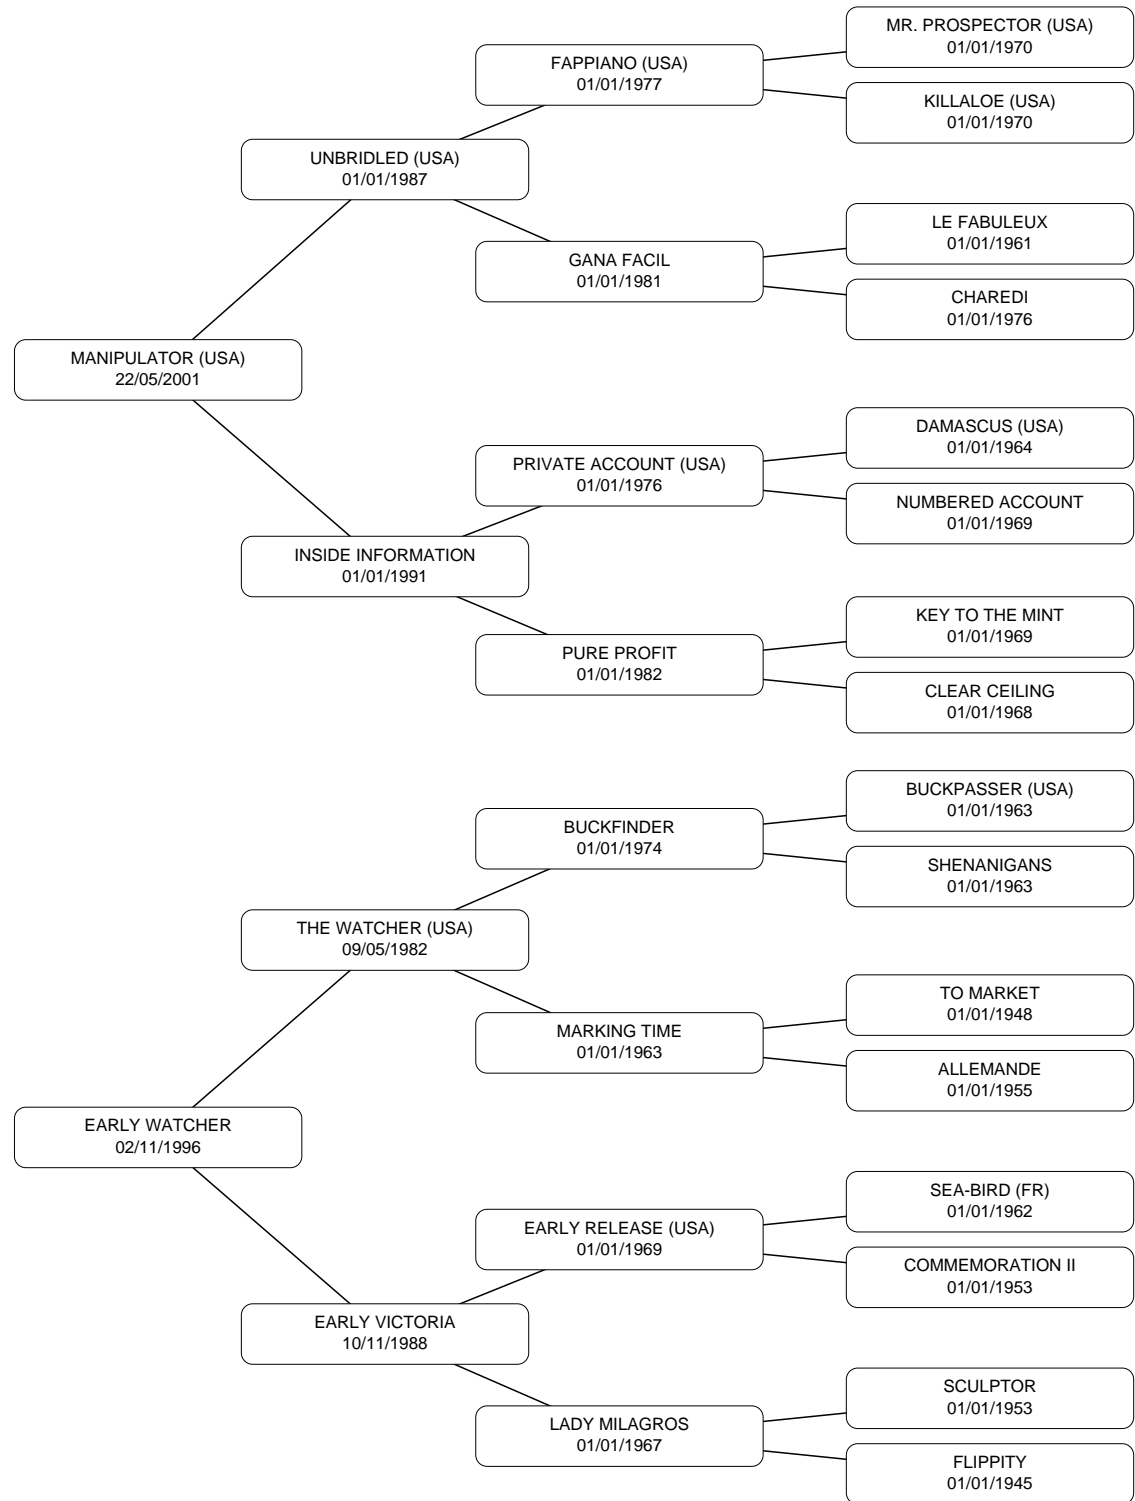 MR. PROSPECTOR (USA)
01/01/1970
FAPPIANO (USA)
01/01/1977
KILLALOE (USA)
01/01/1970
UNBRIDLED (USA)
01/01/1987
LE FABULEUX
01/01/1961
GANA FACIL
01/01/1981
CHAREDI
01/01/1976
MANIPULATOR (USA)
22/05/2001
DAMASCUS (USA)
01/01/1964
PRIVATE ACCOUNT (USA)
01/01/1976
NUMBERED ACCOUNT
01/01/1969
INSIDE INFORMATION
01/01/1991
KEY TO THE MINT
01/01/1969
PURE PROFIT
01/01/1982
CLEAR CEILING
01/01/1968
BUCKPASSER (USA)
01/01/1963
BUCKFINDER
01/01/1974
SHENANIGANS
01/01/1963
THE WATCHER (USA)
09/05/1982
TO MARKET
01/01/1948
MARKING TIME
01/01/1963
ALLEMANDE
01/01/1955
EARLY WATCHER
02/11/1996
SEA-BIRD (FR)
01/01/1962
EARLY RELEASE (USA)
01/01/1969
COMMEMORATION II
01/01/1953
EARLY VICTORIA
10/11/1988
SCULPTOR
01/01/1953
LADY MILAGROS
01/01/1967
FLIPPITY
01/01/1945